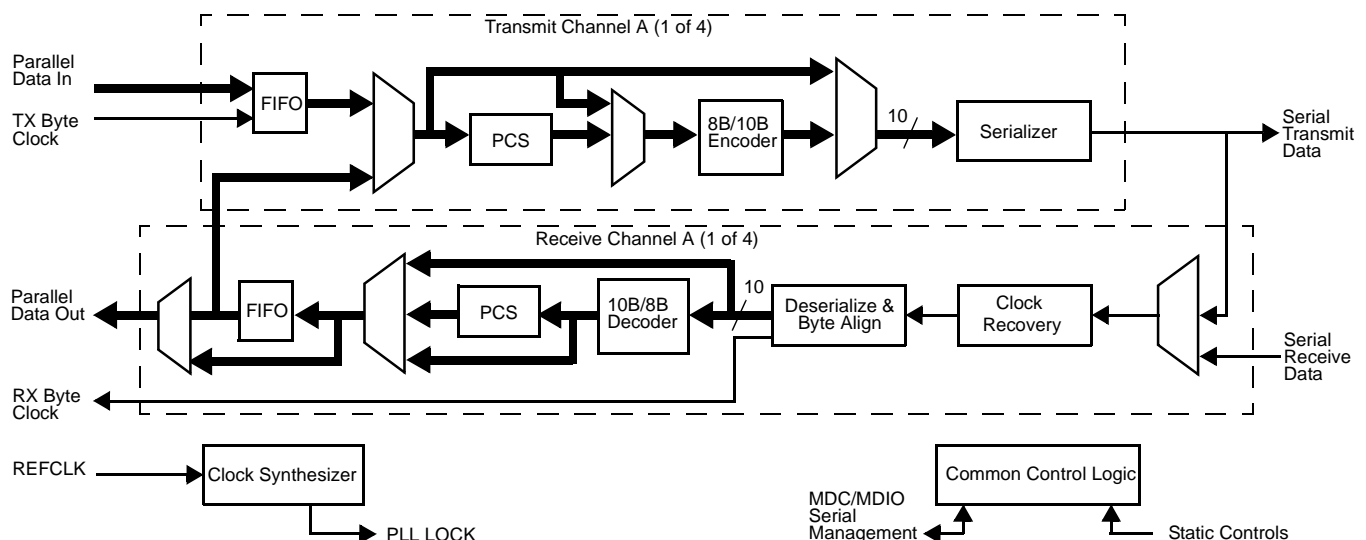 Transmit Channel A (1 of 4)
Parallel
Data In
TX Byte
Clock
FIFO
PCS
8B/10B
Encoder
10
Serializer
Serial
Transmit
Data
Receive Channel A (1 of 4)
Parallel
Data Out
FIFO
PCS
10B/8B
Decoder
10
Deserialize &
Byte Align
Clock
Recovery
Serial
Receive
Data
RX Byte
Clock
REFCLK
Clock Synthesizer
PLL LOCK
Common Control Logic
MDC/MDIO
Serial
Management
Static Controls